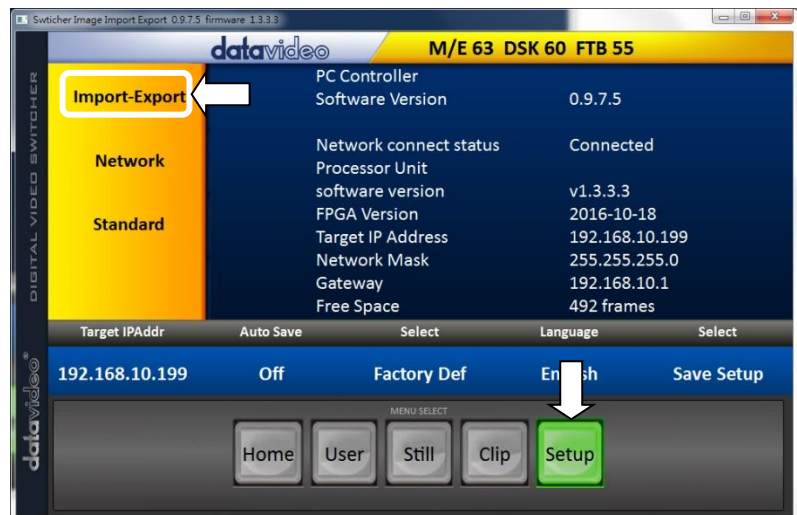 Swticher Image Import Export 0.9.7.5 firmware 1.3.3.3
datavideo M/E 63 DSK 60 FTB 55
DIGITAL VIDEO SWITCHER
Import-Export
Network
Standard
PC Controller
Software Version 0.9.7.5
Network connect status Connected
Processor Unit
software version v1.3.3.3
FPGA Version 2016-10-18
Target IP Address 192.168.10.199
Network Mask 255.255.255.0
Gateway 192.168.10.1
Free Space 492 frames
Target IPAddr Auto Save Select Language Select
192.168.10.199 Off Factory Def English Save Setup
datavideo
MENU SELECT
Home User Still Clip Setup